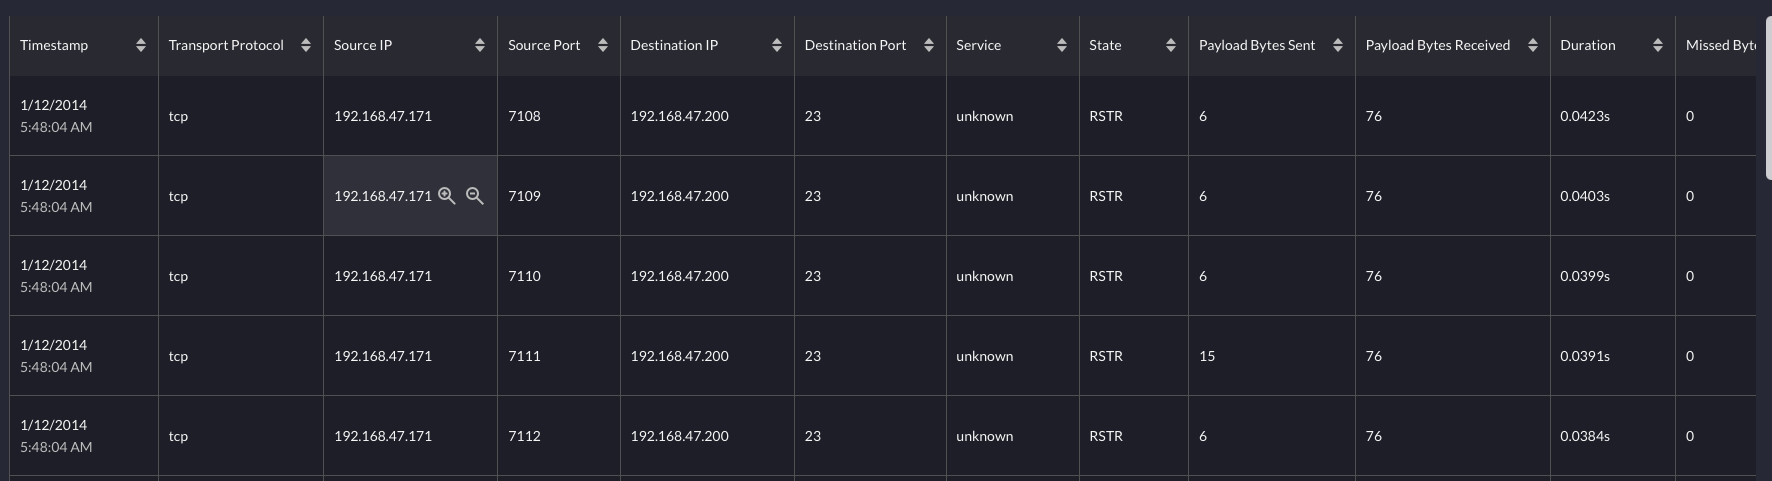 Timestamp Transport Protocol Source IP Source Port Destination IP Destination Port Service State Payload Bytes Sent Payload Bytes Received Duration Missed Byte
1/12/2014
5:48:04 AM tcp 192.168.47.171 7108 192.168.47.200 23 unknown RSTR 6 76 0.0423s 0
1/12/2014
5:48:04 AM tcp 192.168.47.171 7109 192.168.47.200 23 unknown RSTR 6 76 0.0403s 0
1/12/2014
5:48:04 AM tcp 192.168.47.171 7110 192.168.47.200 23 unknown RSTR 6 76 0.0399s 0
1/12/2014
5:48:04 AM tcp 192.168.47.171 7111 192.168.47.200 23 unknown RSTR 15 76 0.0391s 0
1/12/2014
5:48:04 AM tcp 192.168.47.171 7112 192.168.47.200 23 unknown RSTR 6 76 0.0384s 0